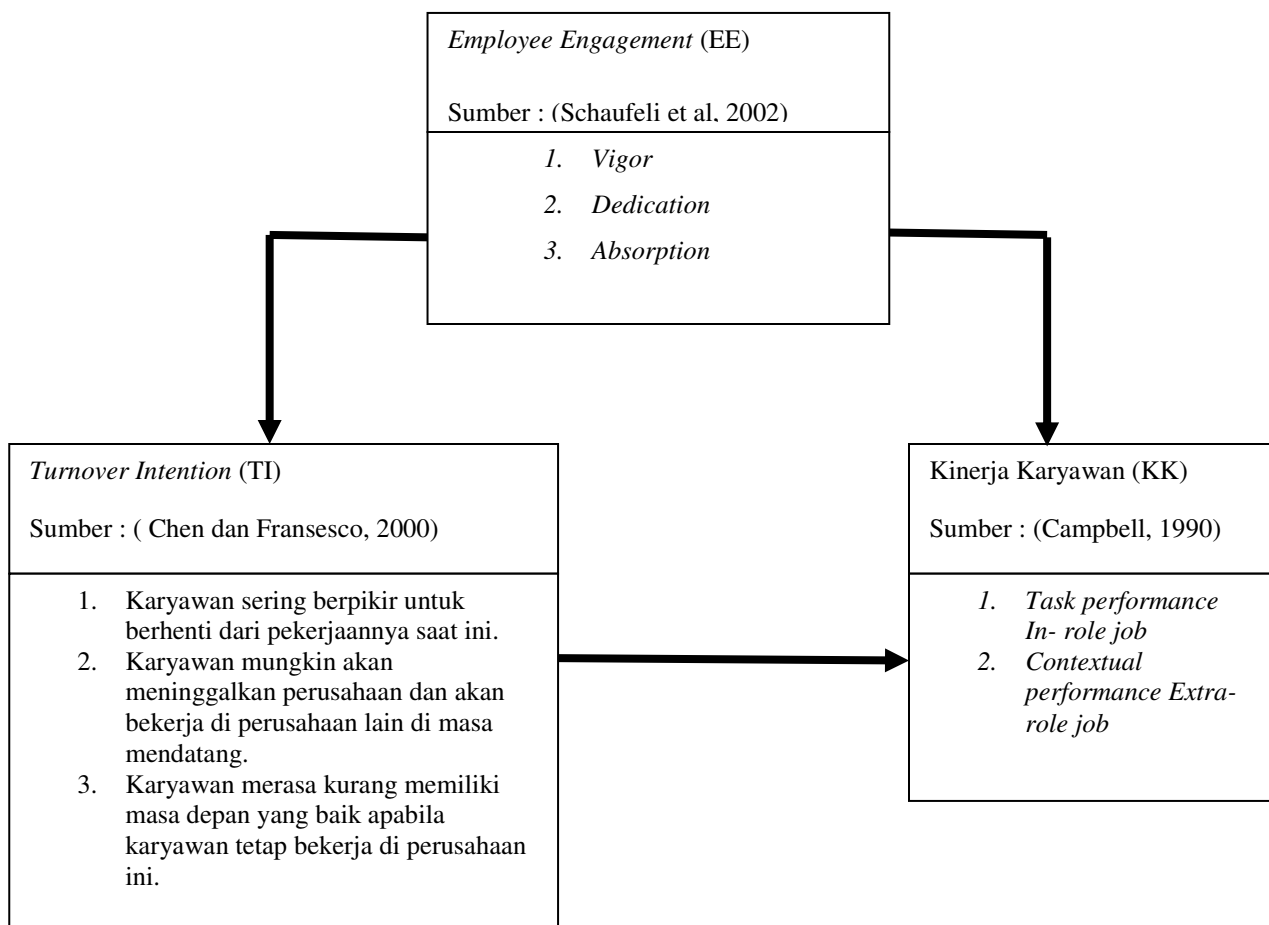 Employee Engagement (EE)
Sumber : (Schaufeli et al, 2002)
1. Vigor
2. Dedication
3. Absorption
Turnover Intention (TI)
Sumber : ( Chen dan Fransesco, 2000)
1. Karyawan sering berpikir untuk
berhenti dari pekerjaannya saat ini.
2. Karyawan mungkin akan
meninggalkan perusahaan dan akan
bekerja di perusahaan lain di masa
mendatang.
3. Karyawan merasa kurang memiliki
masa depan yang baik apabila
karyawan tetap bekerja di perusahaan
ini.
Kinerja Karyawan (KK)
Sumber : (Campbell, 1990)
1. Task performance
In- role job
2. Contextual
performance Extra-
role job